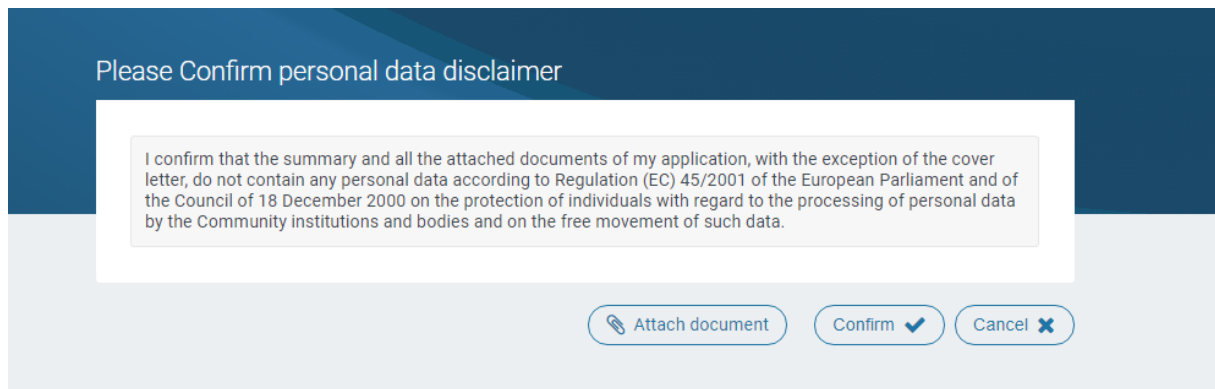 Please Confirm personal data disclaimer
I confirm that the summary and all the attached documents of my application, with the exception of the cover
letter, do not contain any personal data according to Regulation (EC) 45/2001 of the European Parliament and of
the Council of 18 December 2000 on the protection of individuals with regard to the processing of personal data
by the Community institutions and bodies and on the free movement of such data.
Attach document
Confirm
Cancel